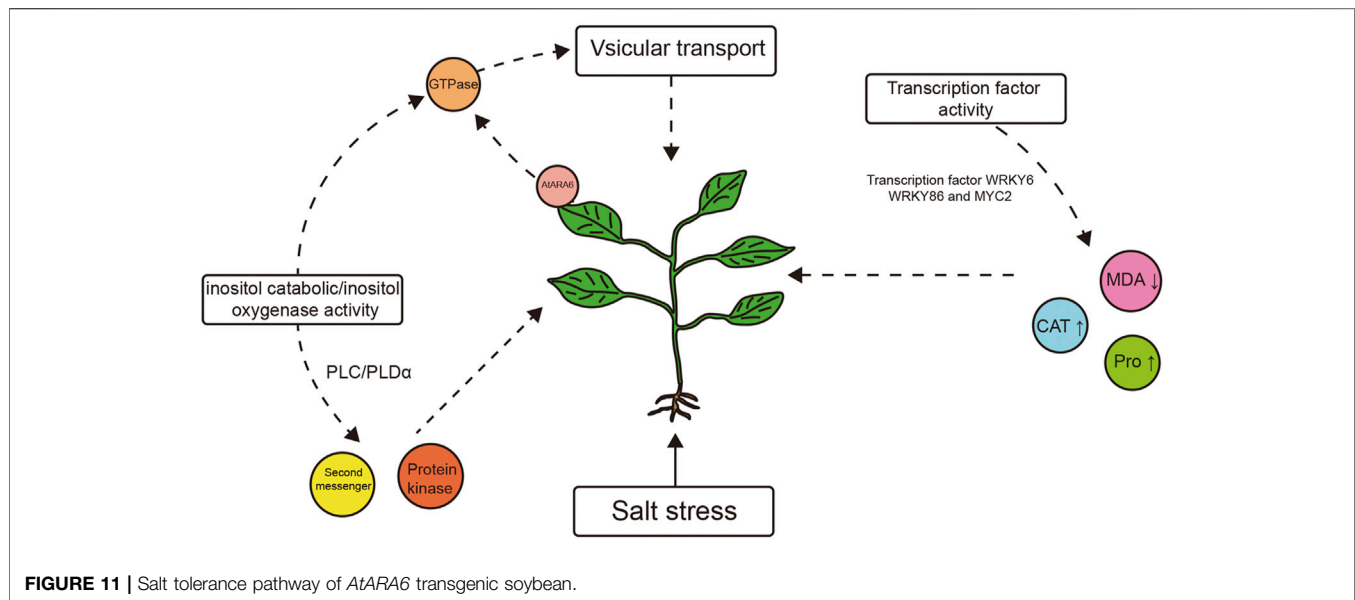 Vsicular transport
GTPase
Transcription factor
activity
AtARA6
Transcription factor WRKY6
WRKY86 and MYC2
inositol catabolic/inositol
oxygenase activity
MDA ↓
CAT ↑
Pro ↑
PLC/PLDα
Second
messenger
Protein
kinase
Salt stress
FIGURE 11 | Salt tolerance pathway of AtARA6 transgenic soybean.